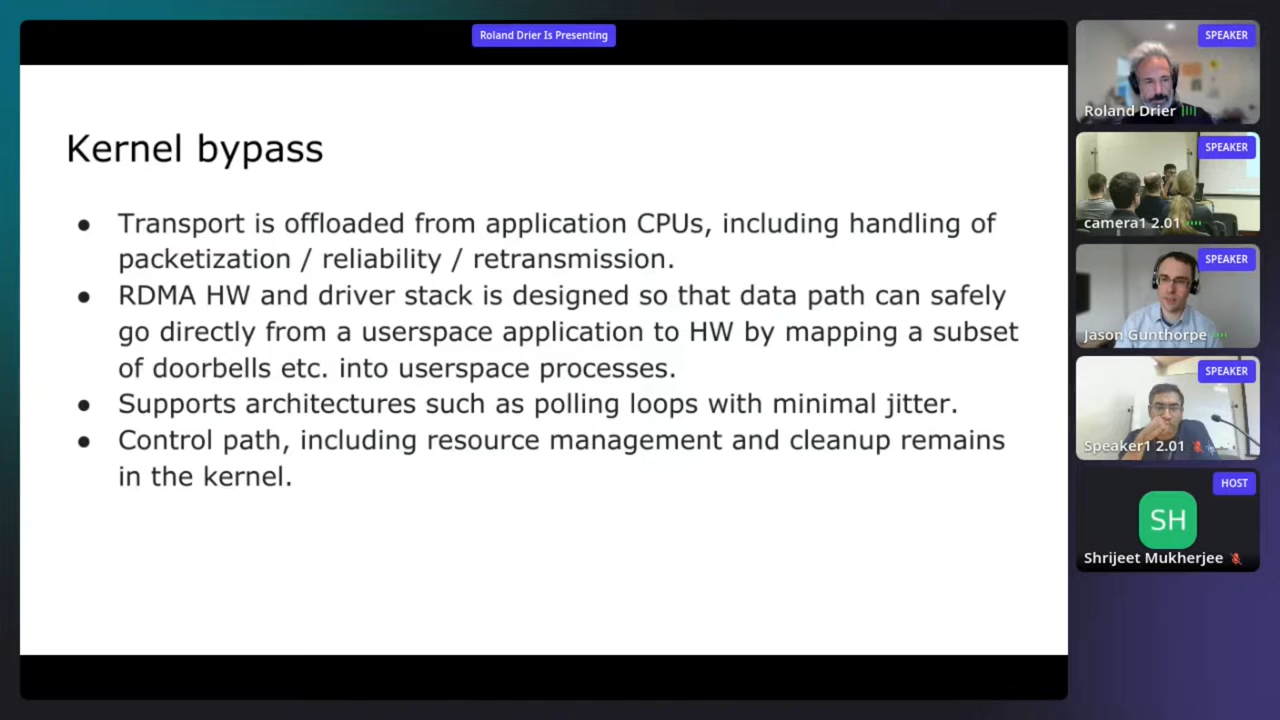 Roland Drier Is Presenting
Kernel bypass
● Transport is offloaded from application CPUs, including handling of
packetization / reliability / retransmission.
● RDMA HW and driver stack is designed so that data path can safely
go directly from a userspace application to HW by mapping a subset
of doorbells etc. into userspace processes.
● Supports architectures such as polling loops with minimal jitter.
● Control path, including resource management and cleanup remains
in the kernel.
SPEAKER
Roland Drier
SPEAKER
camera1 2.01
SPEAKER
Jason Gunthorpe
SPEAKER
Speaker1 2.01
HOST
SH
Shrijeet Mukherjee